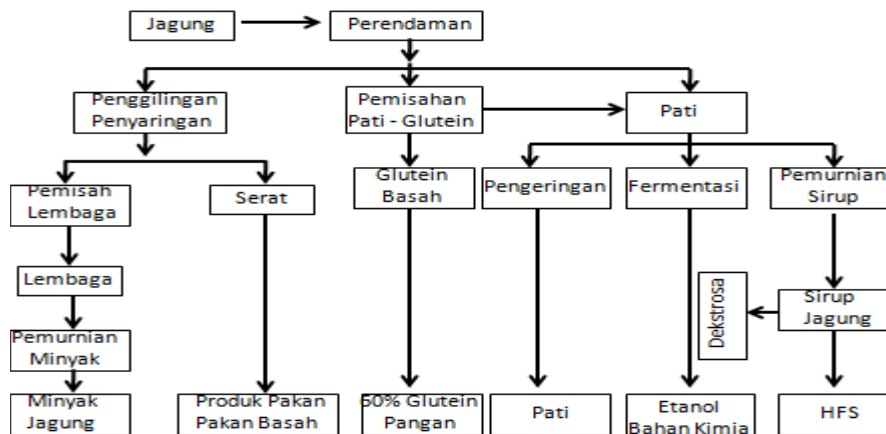 Jagung
Perendaman
Penggilingan
Penyaringan
Pemisahan
Pati - Glutein
Pati
Pemisah
Lembaga
Serat
Glutein
Basah
Pengeringan
Fermentasi
Pemurnian
Sirup
Lembaga
Dekstrosa
Sirup
Jagung
Pemurnian
Minyak
Minyak
Jagung
Produk Pakan
Pakan Basah
60% Glutein
Pangan
Pati
Etanol
Bahan Kimia
HFS